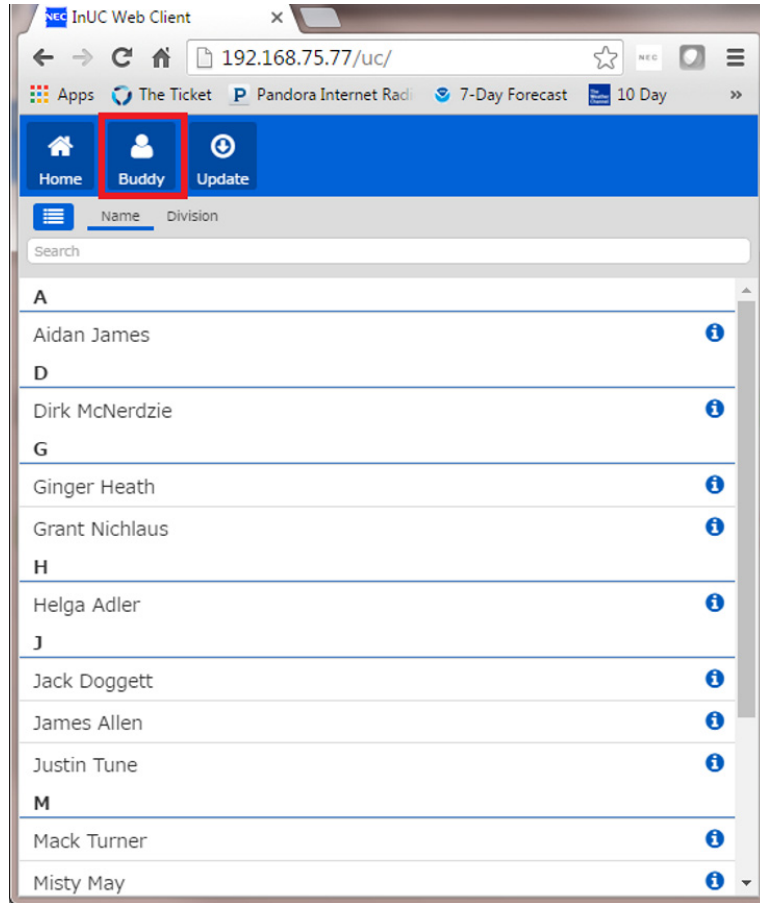 NEC InUC Web Client
192.168.75.77/uc/ NEC
Apps The Ticket P Pandora Internet Radi 7-Day Forecast 10 Day »
Home Buddy Update
Name Division
Search
A
Aidan James
D
Dirk McNerdzie
G
Ginger Heath
Grant Nichlaus
H
Helga Adler
J
Jack Doggett
James Allen
Justin Tune
M
Mack Turner
Misty May